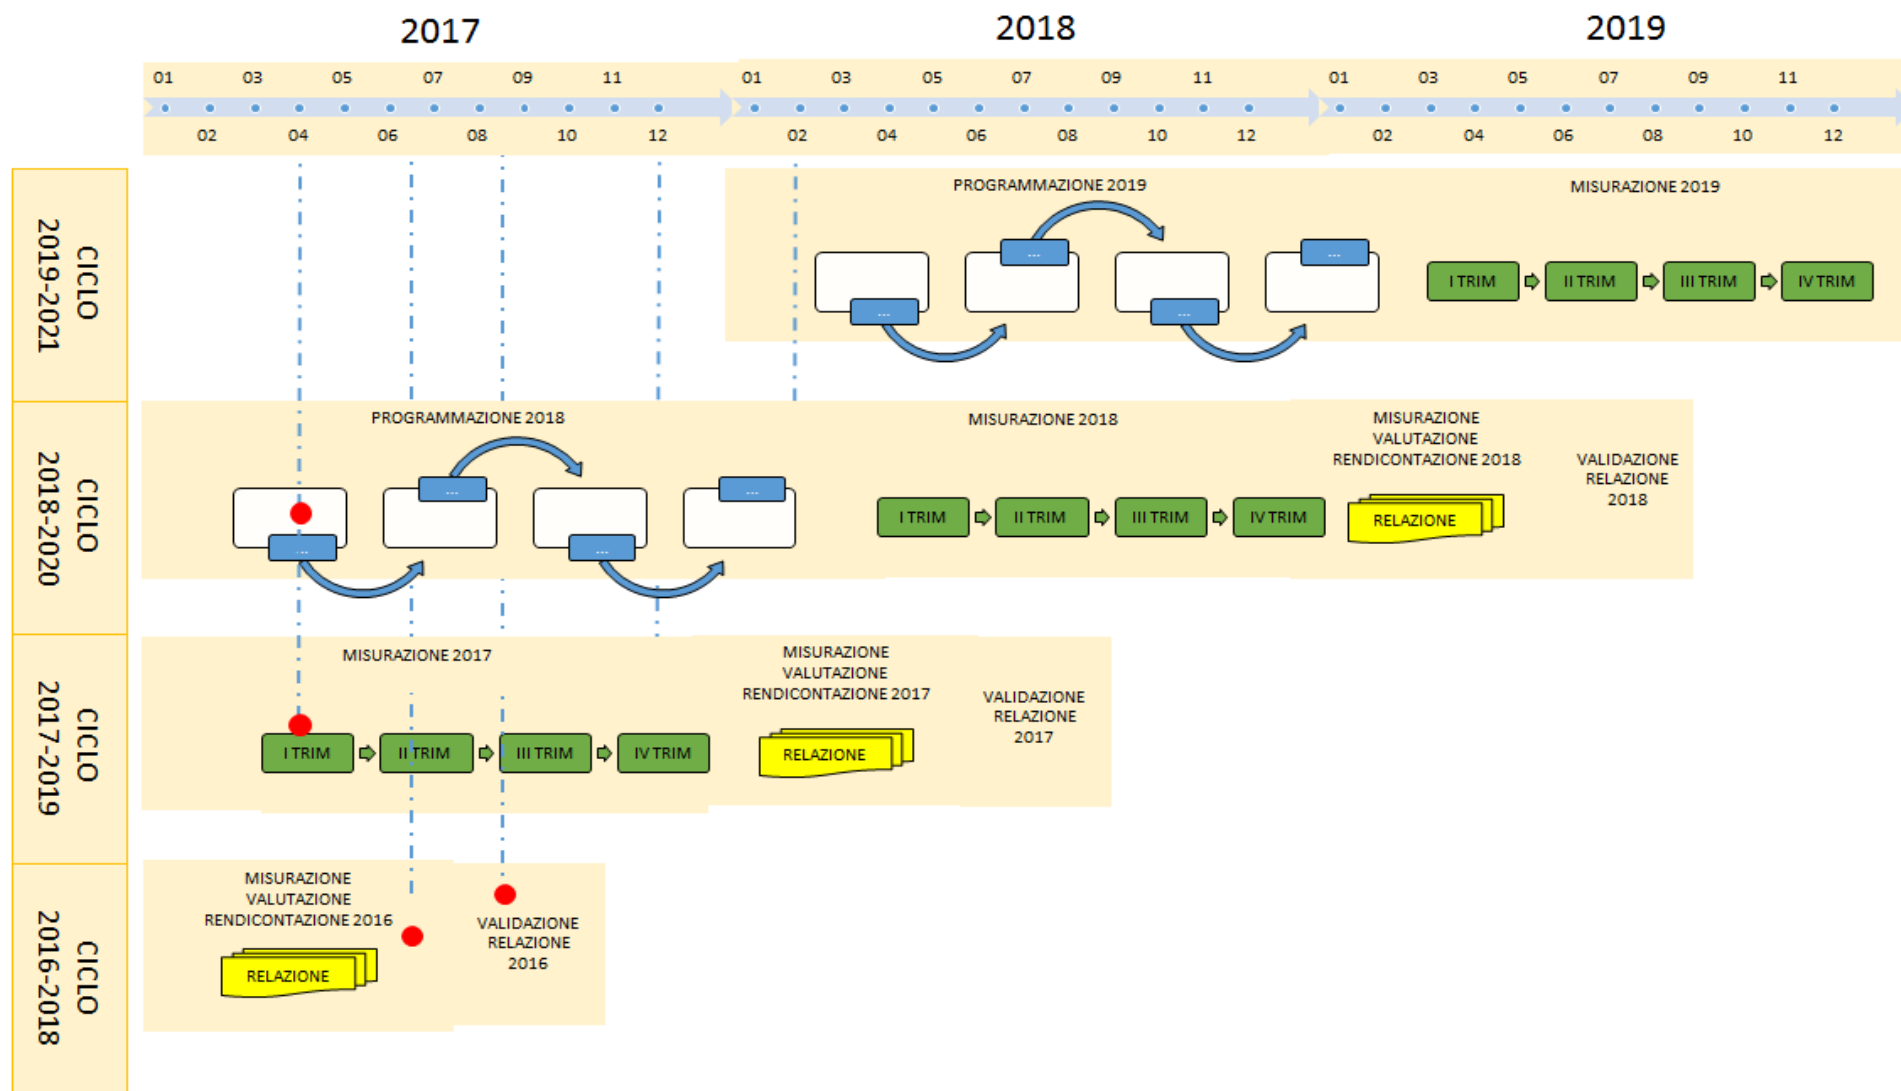 2017
2018
2019
01 03 05 07 09 11
01 03 05 07 09 11
01 03 05 07 09 11
02 04 06 08 10 12
02 04 06 08 10 12
02 04 06 08 10 12
CICLO
2019-2021
PROGRAMMAZIONE 2019
...
...
...
...
MISURAZIONE 2019
I TRIM
II TRIM
III TRIM
IV TRIM
CICLO
2018-2020
PROGRAMMAZIONE 2018
...
...
...
...
MISURAZIONE 2018
I TRIM
II TRIM
III TRIM
IV TRIM
MISURAZIONE
VALUTAZIONE
RENDICONTAZIONE 2018
RELAZIONE
VALIDAZIONE
RELAZIONE
2018
CICLO
2017-2019
MISURAZIONE 2017
I TRIM
II TRIM
III TRIM
IV TRIM
MISURAZIONE
VALUTAZIONE
RENDICONTAZIONE 2017
RELAZIONE
VALIDAZIONE
RELAZIONE
2017
CICLO
2016-2018
MISURAZIONE
VALUTAZIONE
RENDICONTAZIONE 2016
RELAZIONE
VALIDAZIONE
RELAZIONE
2016